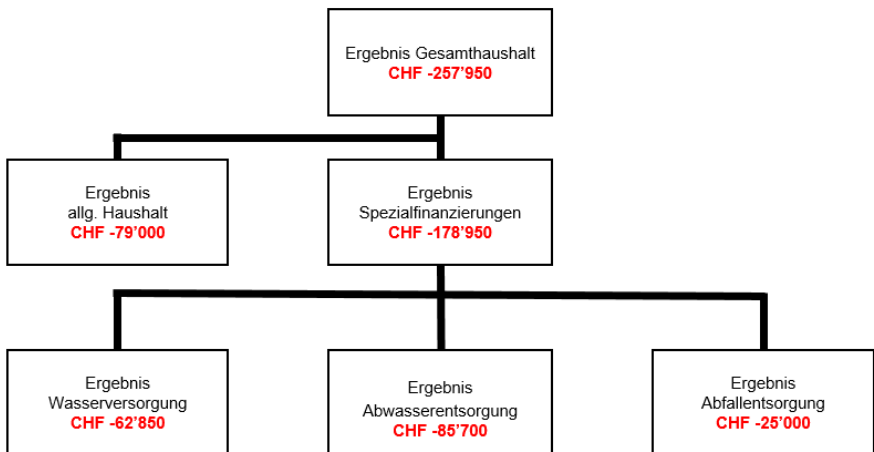 Ergebnis Gesamthaushalt
CHF -257’950
Ergebnis
allg. Haushalt
CHF -79’000
Ergebnis
Spezialfinanzierungen
CHF -178’950
Ergebnis
Wasserversorgung
CHF -62’850
Ergebnis
Abwasserentsorgung
CHF -85’700
Ergebnis
Abfallentsorgung
CHF -25’000